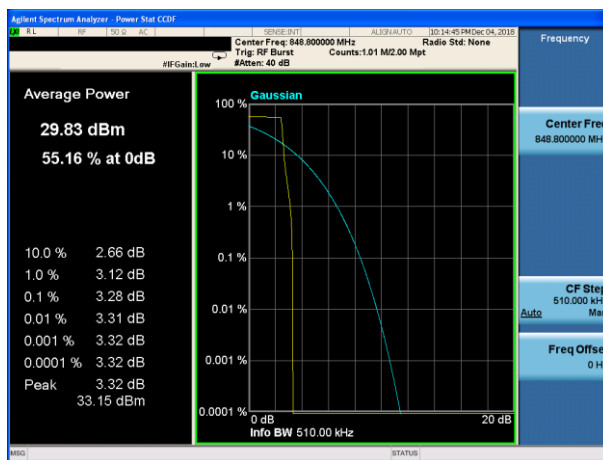 Agilent Spectrum Analyzer - Power Stat CCDF
RL RF 50 Ω AC SENSE:INT ALIGN AUTO 10:14:45 PM Dec 04, 2018
Center Freq: 848.800000 MHz Radio Std: None
Trig: RF Burst Counts:1.01 M/2.00 Mpt
#IFGain:Low #Atten: 40 dB
Frequency
Average Power
29.83 dBm
55.16 % at 0dB
10.0 % 2.66 dB
1.0 % 3.12 dB
0.1 % 3.28 dB
0.01 % 3.31 dB
0.001 % 3.32 dB
0.0001 % 3.32 dB
Peak 3.32 dB
33.15 dBm
Gaussian
100 %
10 %
1 %
0.1 %
0.01 %
0.001 %
0.0001 %
0 dB 20 dB
Info BW 510.00 kHz
Center Freq
848.800000 MH
CF Step
510.000 kH
Auto Ma
Freq Offse
0 H
MSG STATUS